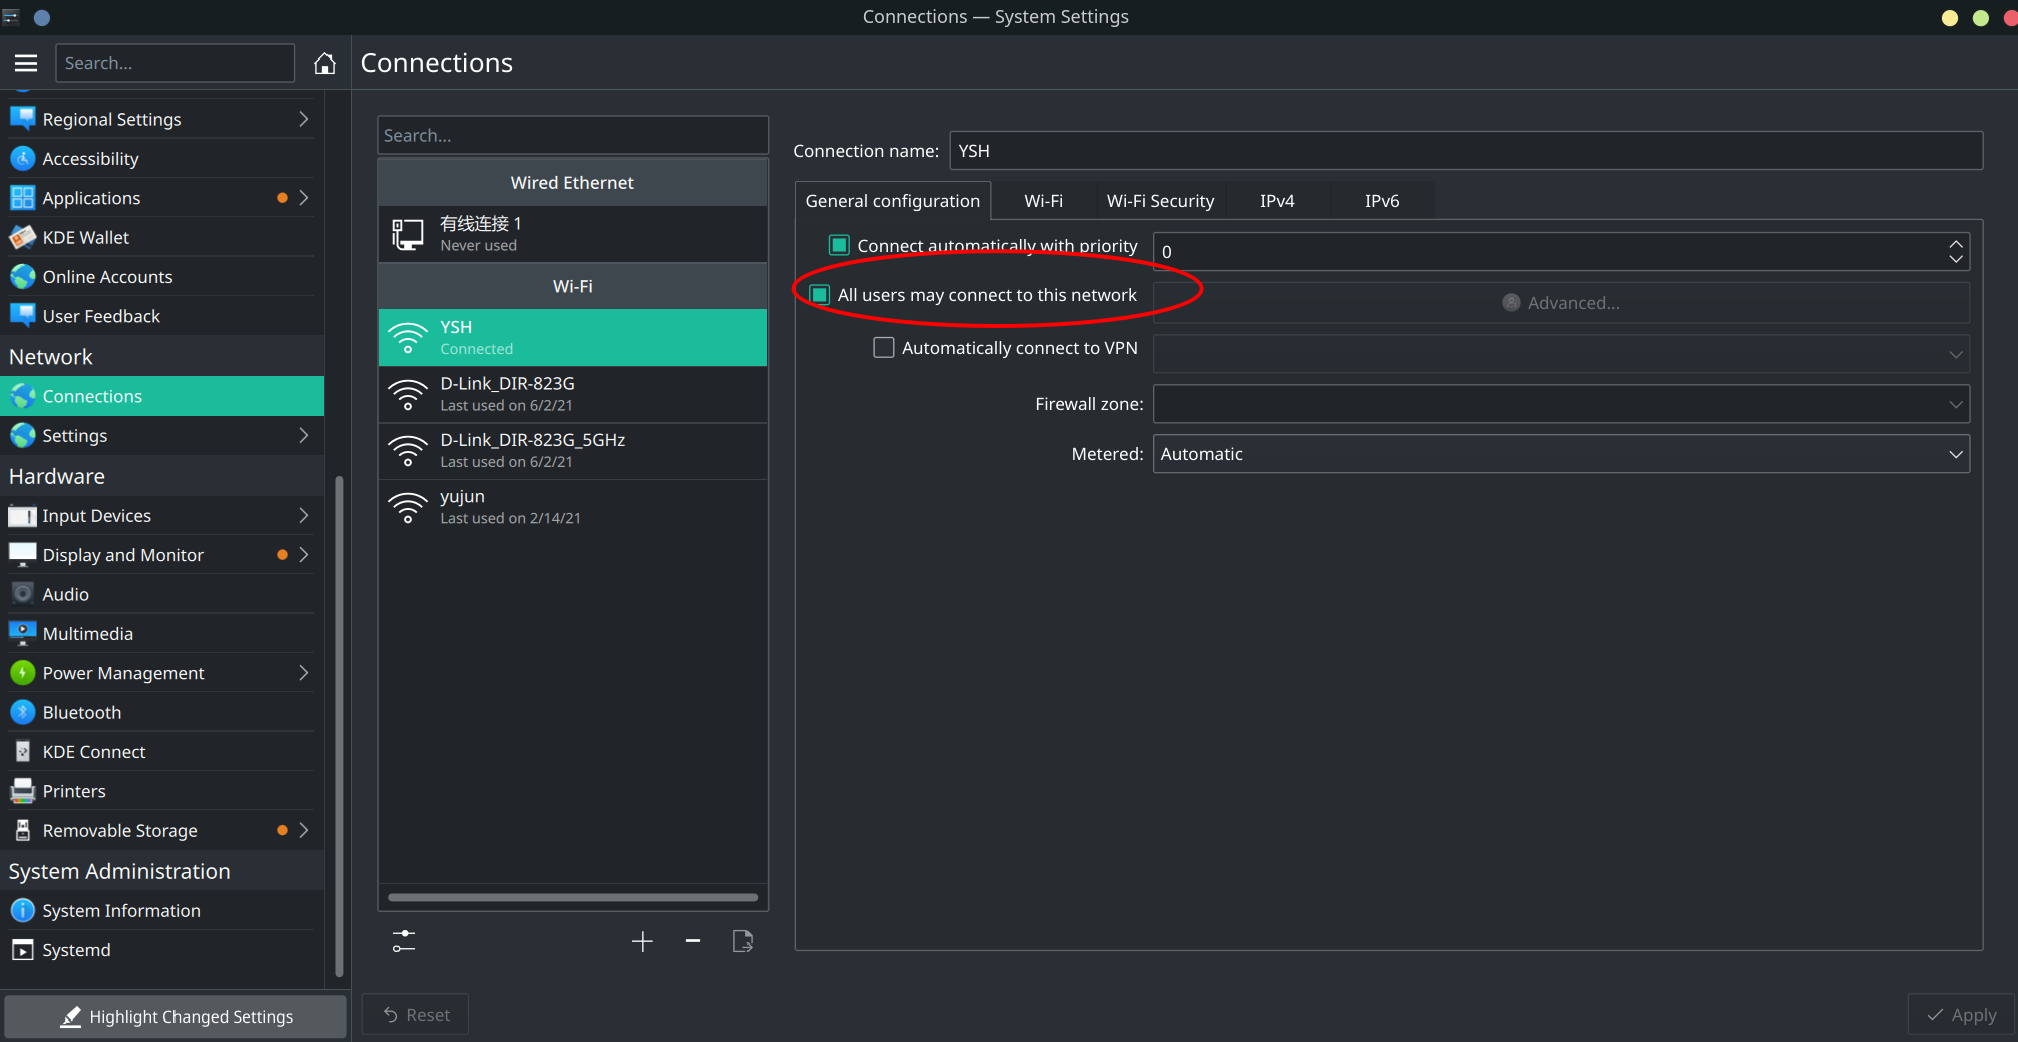 Connections — System Settings
Search...
Connections
Regional Settings
Accessibility
Applications
KDE Wallet
Online Accounts
User Feedback
Network
Connections
Settings
Hardware
Input Devices
Display and Monitor
Audio
Multimedia
Power Management
Bluetooth
KDE Connect
Printers
Removable Storage
System Administration
System Information
Systemd
Highlight Changed Settings
Search...
Wired Ethernet
有线连接 1
Never used
Wi-Fi
YSH
Connected
D-Link_DIR-823G
Last used on 6/2/21
D-Link_DIR-823G_5GHz
Last used on 6/2/21
yujun
Last used on 2/14/21
Connection name: YSH
General configuration Wi-Fi Wi-Fi Security IPv4 IPv6
Connect automatically with priority 0
All users may connect to this network Advanced...
Automatically connect to VPN
Firewall zone:
Metered: Automatic
Reset
Apply